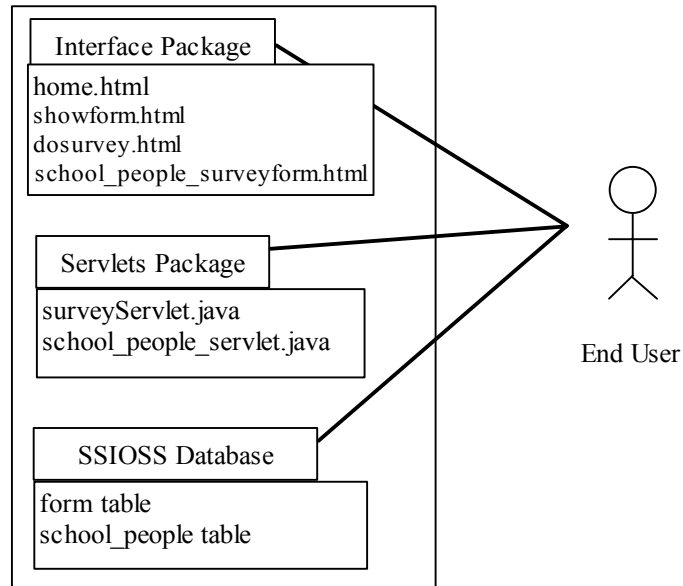 Interface Package
home.html
showform.html
dosurvey.html
school_people_surveyform.html
Servlets Package
surveyServlet.java
school_people_servlet.java
End User
SSIOSS Database
form table
school_people table